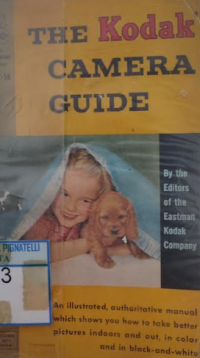 THE Kodak
CAMERA
GUIDE
By the
Editors
of the
Eastman
Kodak
Company
PIGNATELLI
3
An illustrated, authoritative manual
which shows you how to take better
pictures indoors and out, in color
and in black-and-white